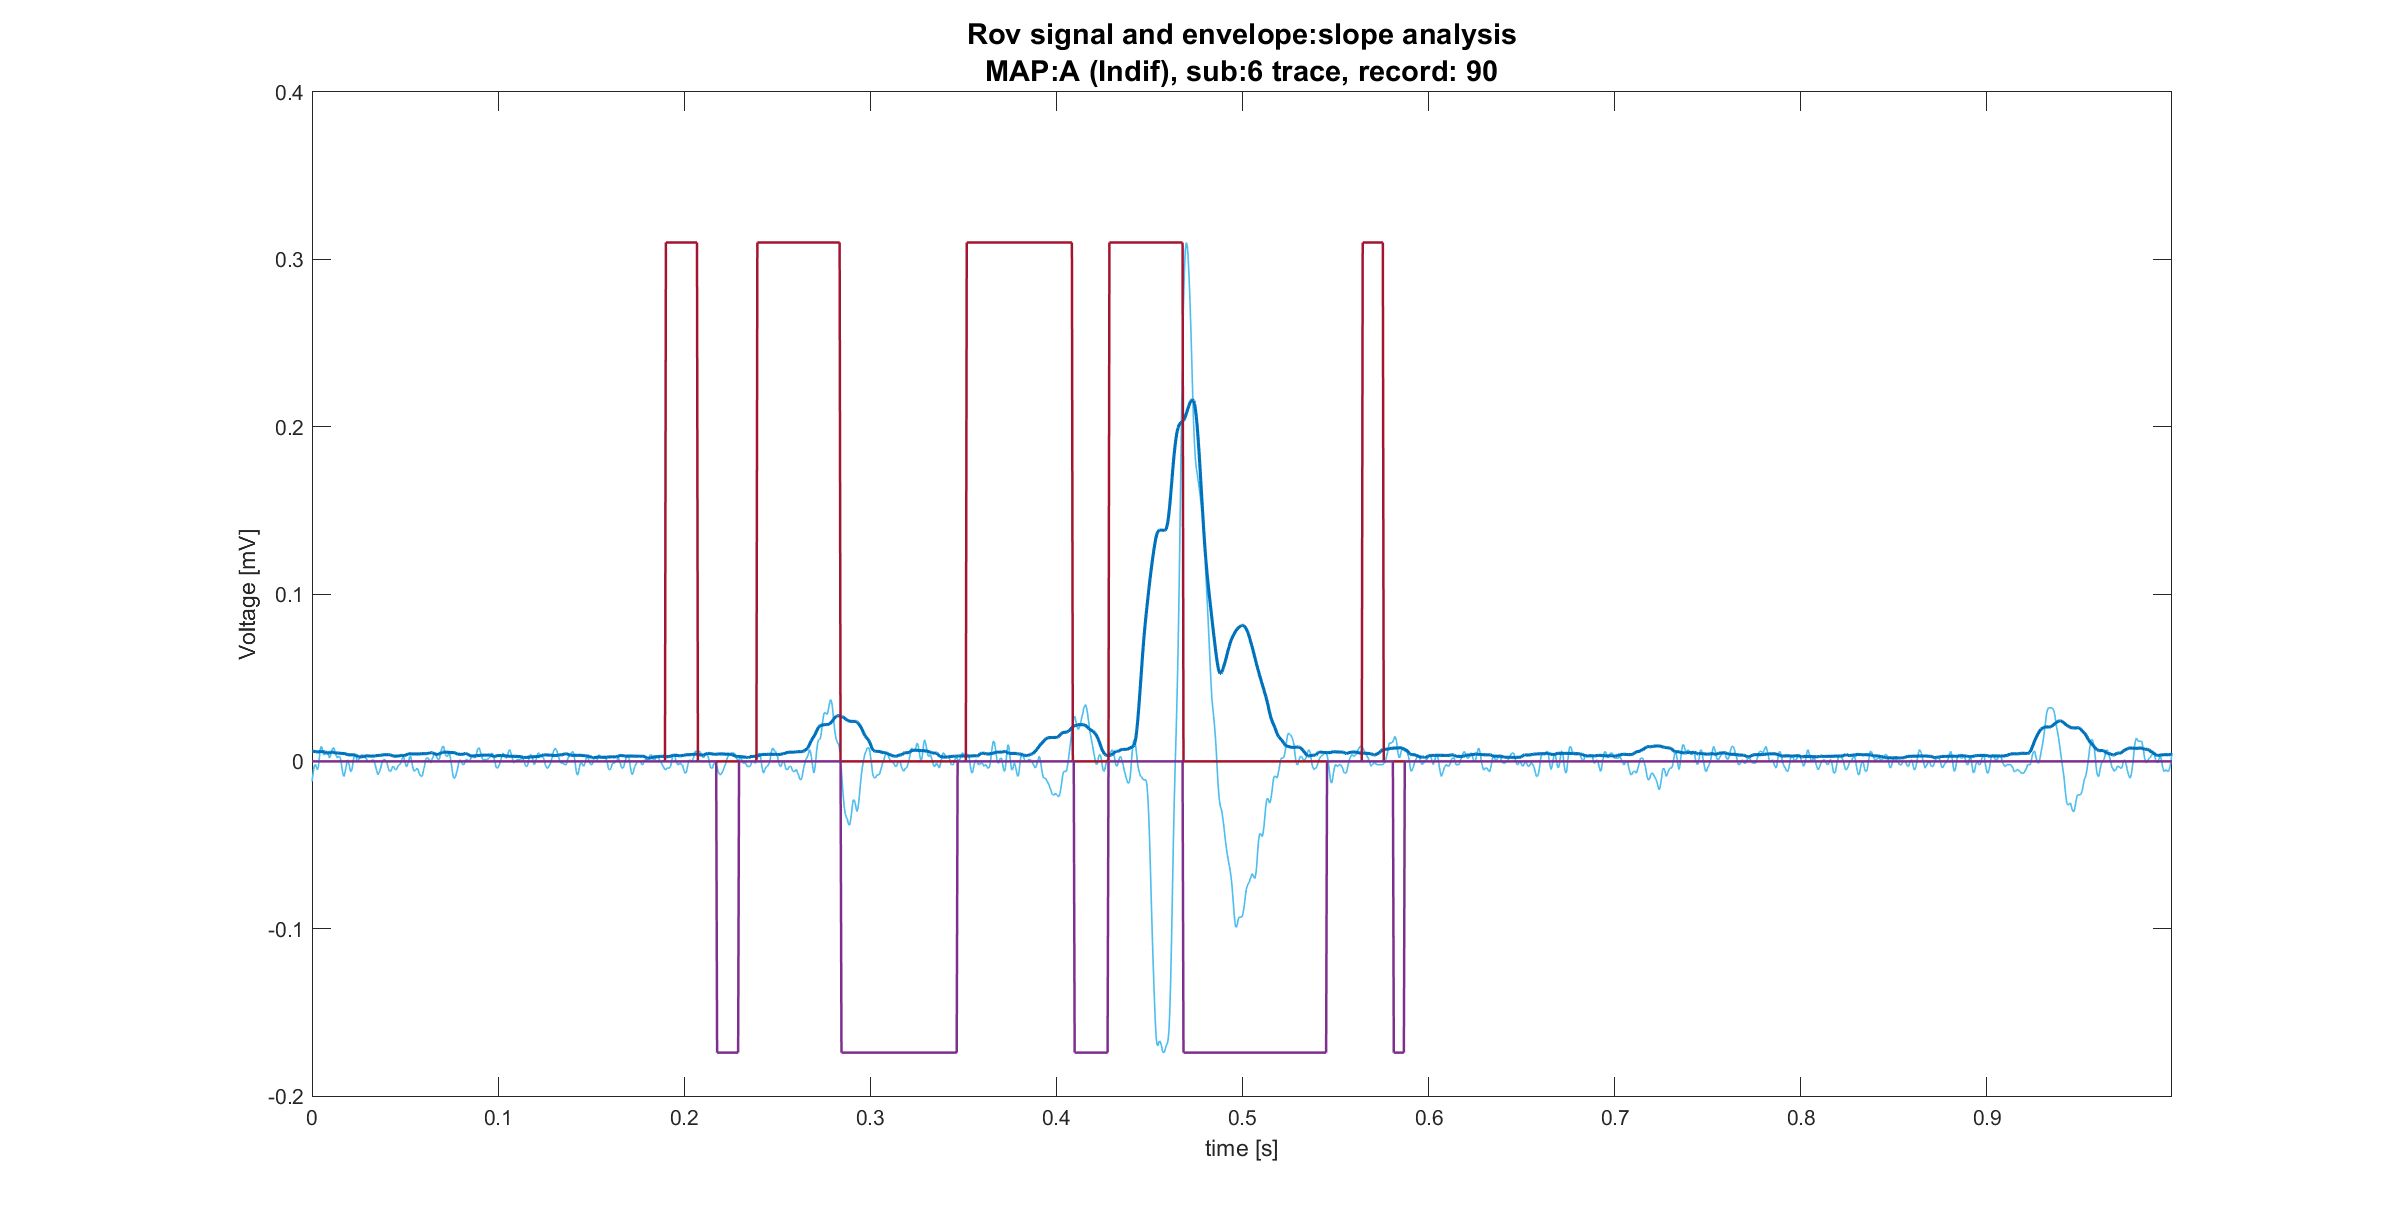 Rov signal and envelope:slope analysis
MAP:A (Indif), sub:6 trace, record: 90
0.4
0.3
0.2
0.1
0
-0.1
-0.2
Voltage [mV]
0 0.1 0.2 0.3 0.4 0.5 0.6 0.7 0.8 0.9
time [s]